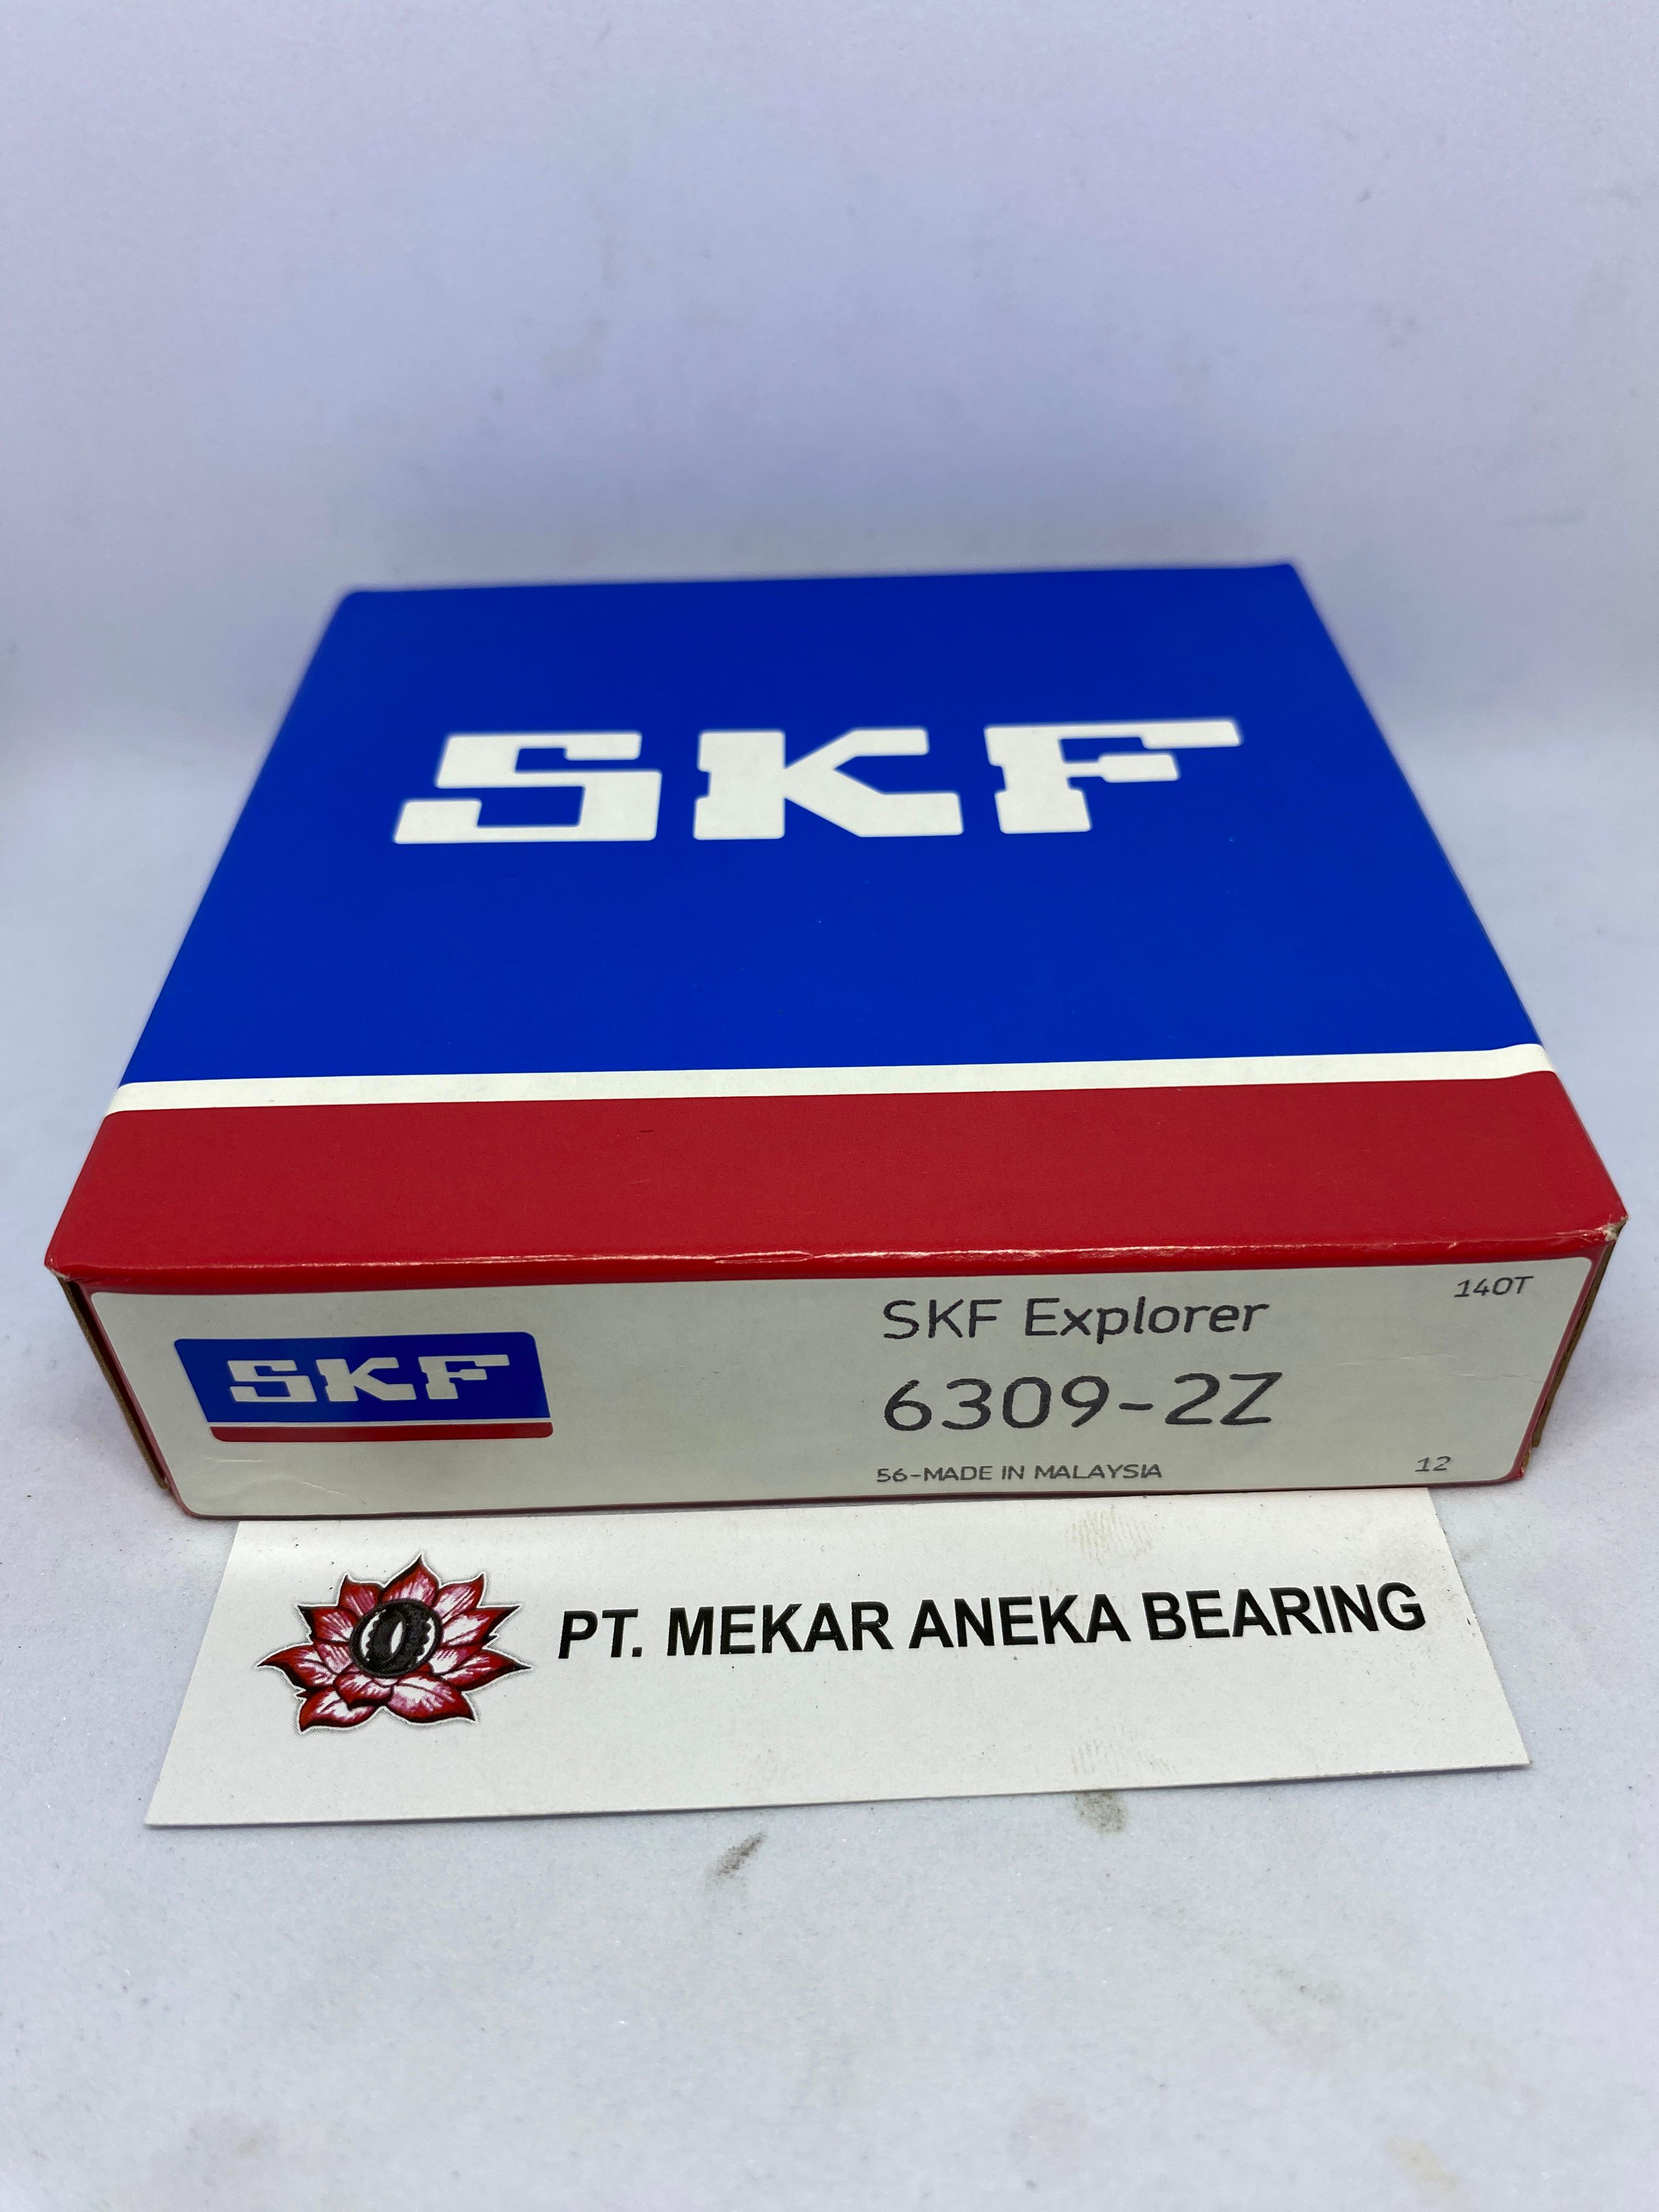 SKF
SKF
SKF Explorer
140T
6309-2Z
56-MADE IN MALAYSIA
12
PT. MEKAR ANEKA BEARING